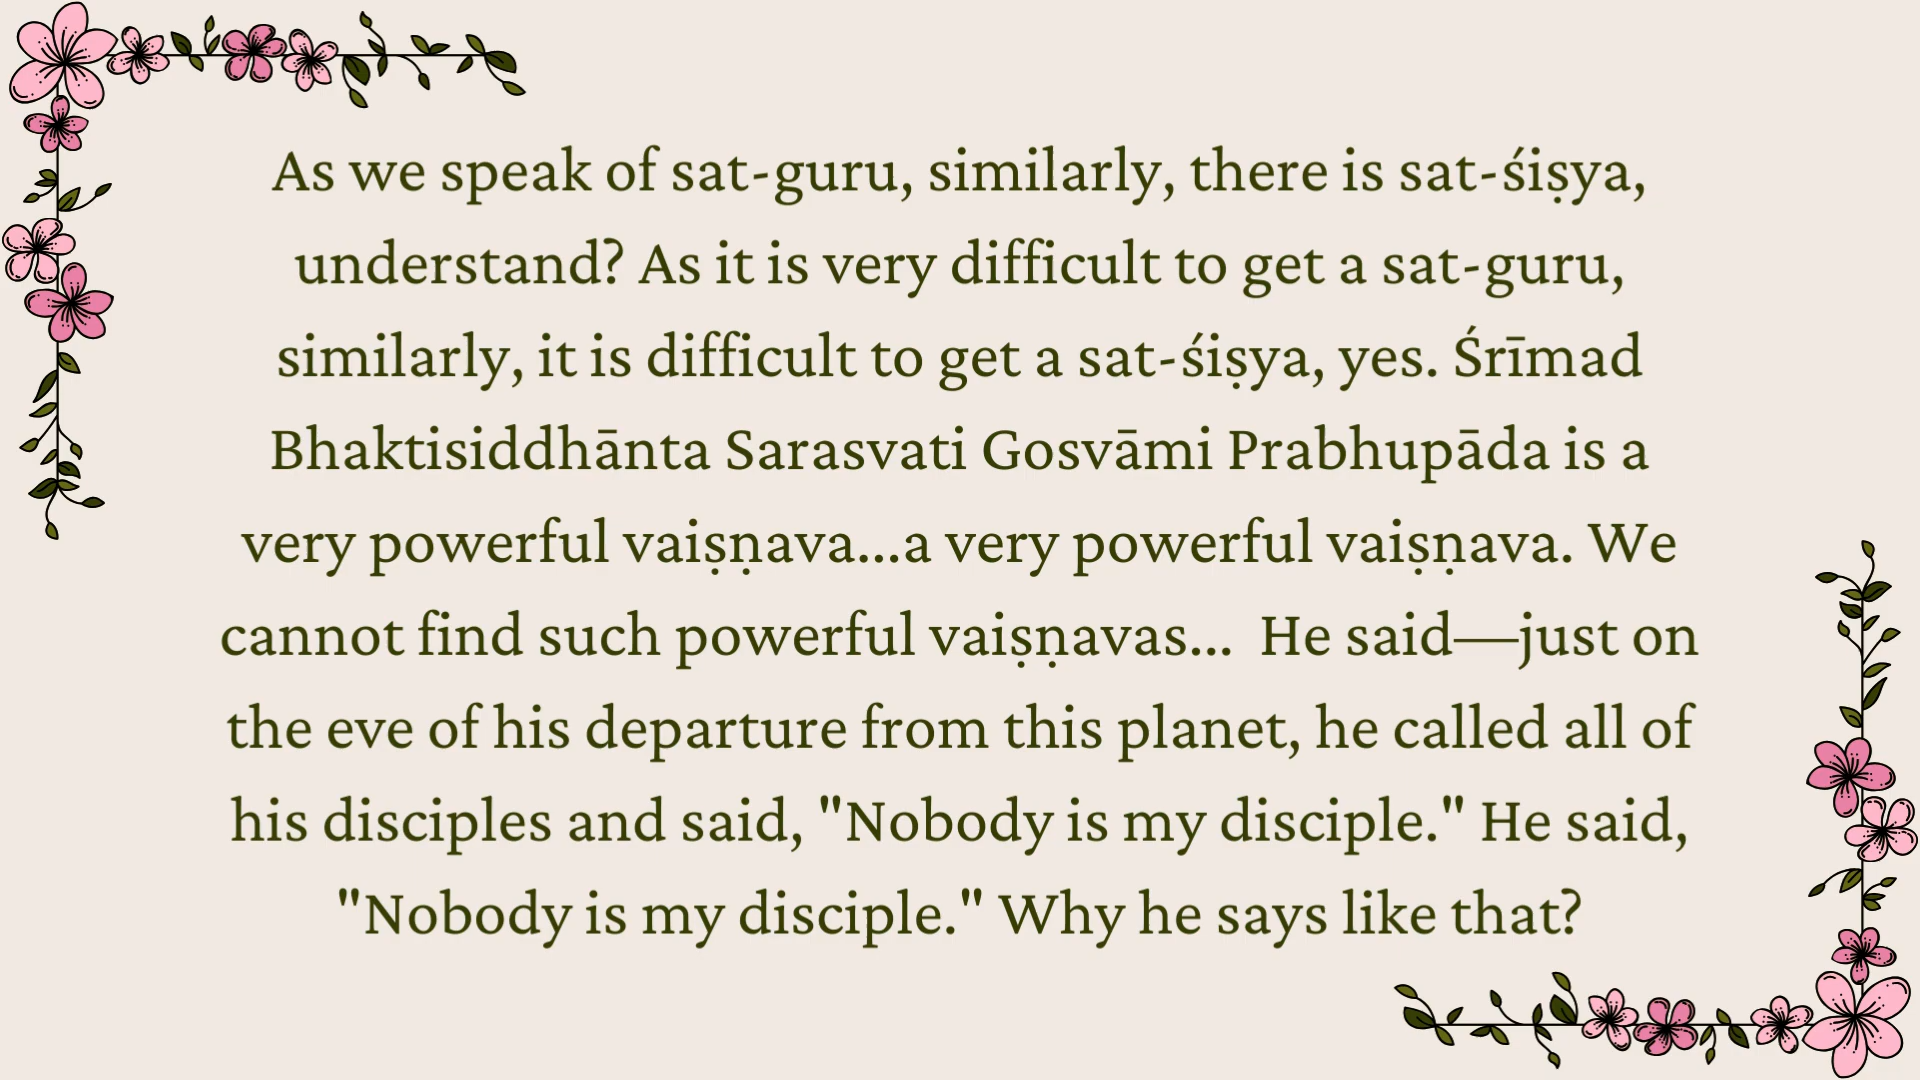 As we speak of sat-guru, similarly, there is sat-śiṣya,
understand? As it is very difficult to get a sat-guru,
similarly, it is difficult to get a sat-śiṣya, yes. Śrīmad
Bhaktisiddhānta Sarasvati Gosvāmi Prabhupāda is a
very powerful vaiṣṇava...a very powerful vaiṣṇava. We
cannot find such powerful vaiṣṇavas...  He said—just on
the eve of his departure from this planet, he called all of
his disciples and said, "Nobody is my disciple." He said,
"Nobody is my disciple." Why he says like that?